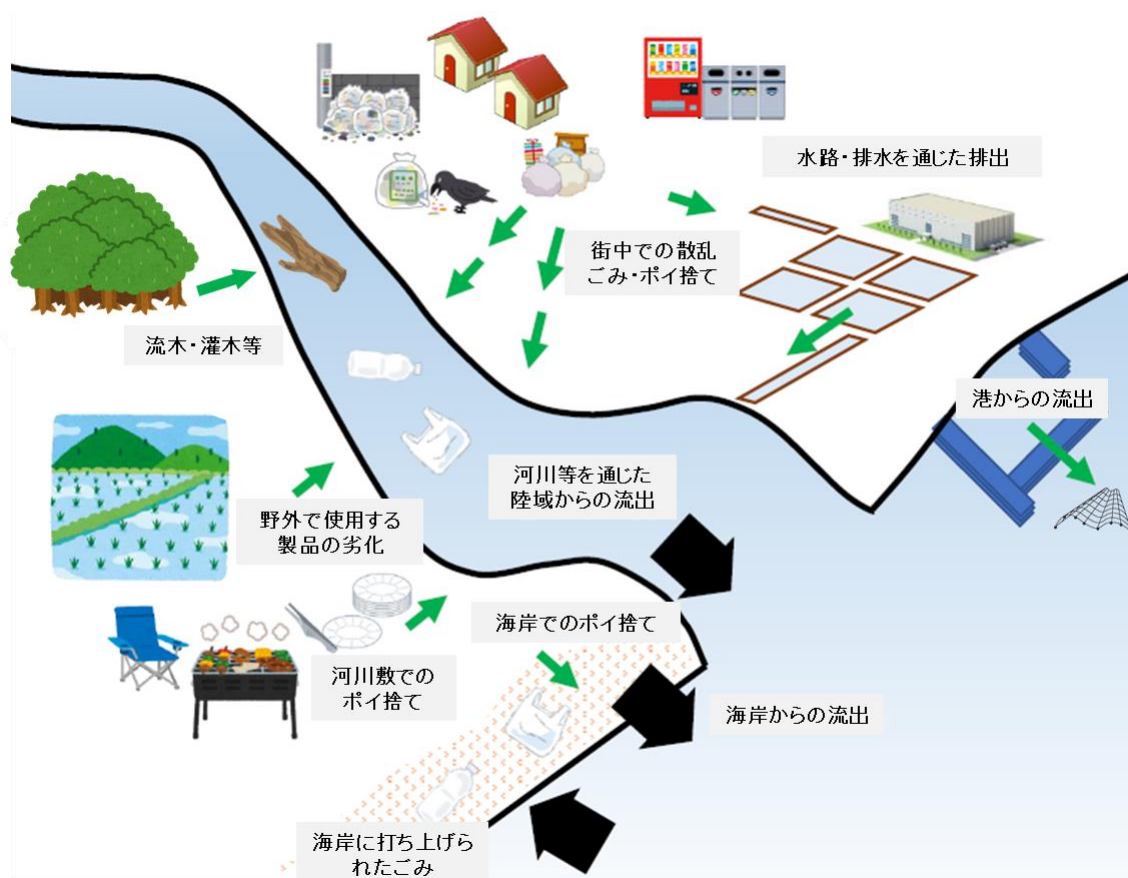 水路・排水を通じた排出
街中での散乱
ごみ・ポイ捨て
流木・灌木等
港からの流出
河川等を通じた
陸域からの流出
野外で使用する
製品の劣化
海岸でのポイ捨て
河川敷での
ポイ捨て
海岸からの流出
海岸に打ち上げら
れたごみ